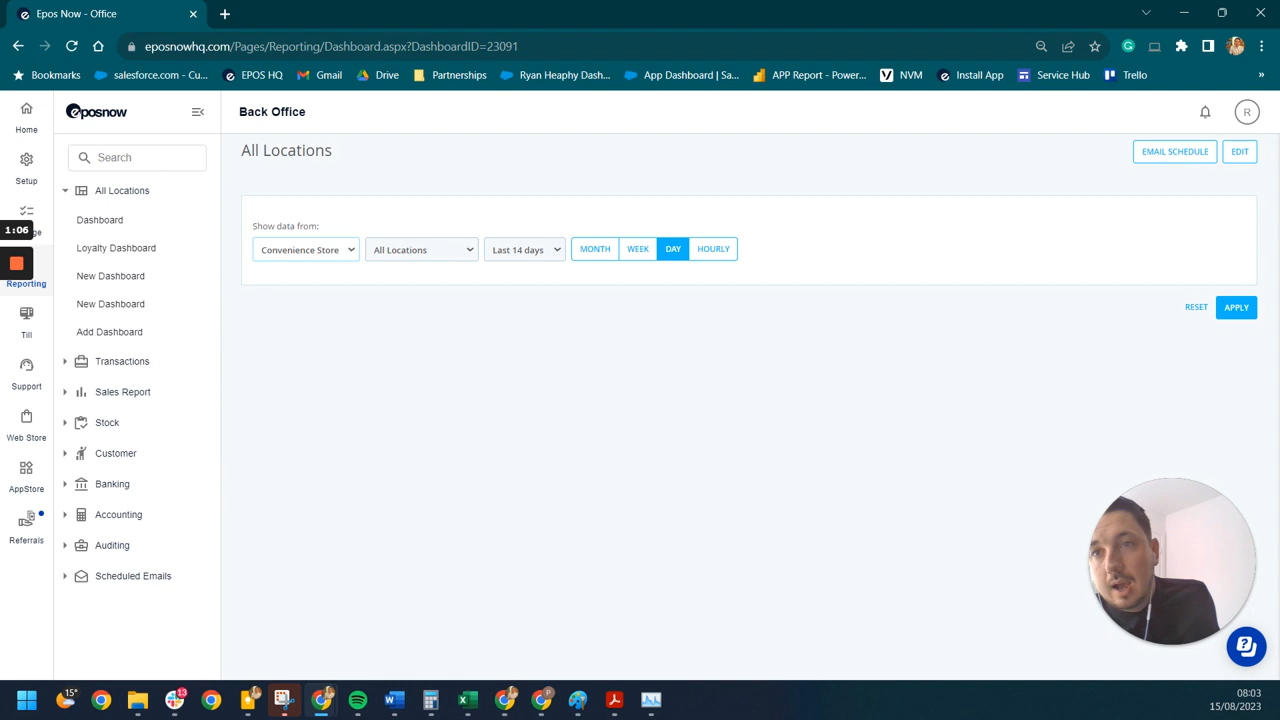 Epos Now - Office
eposnowhq.com/Pages/Reporting/Dashboard.aspx?DashboardID=23091
Bookmarks
salesforce.com - Cu...
EPOS HQ
Gmail
Drive
Partnerships
Ryan Heaphy Dash...
App Dashboard | Sa...
APP Report - Power...
NVM
Install App
Service Hub
Trello
»
Home
Setup
ge
1:06
Reporting
Till
Support
Web Store
AppStore
Referrals
eposnow
Search
All Locations
Dashboard
Loyalty Dashboard
New Dashboard
New Dashboard
Add Dashboard
Transactions
Sales Report
Stock
Customer
Banking
Accounting
Auditing
Scheduled Emails
Back Office
R
All Locations
EMAIL SCHEDULE
EDIT
Show data from:
Convenience Store
All Locations
Last 14 days
MONTH
WEEK
DAY
HOURLY
RESET
APPLY
15°
13
P
08:03
15/08/2023